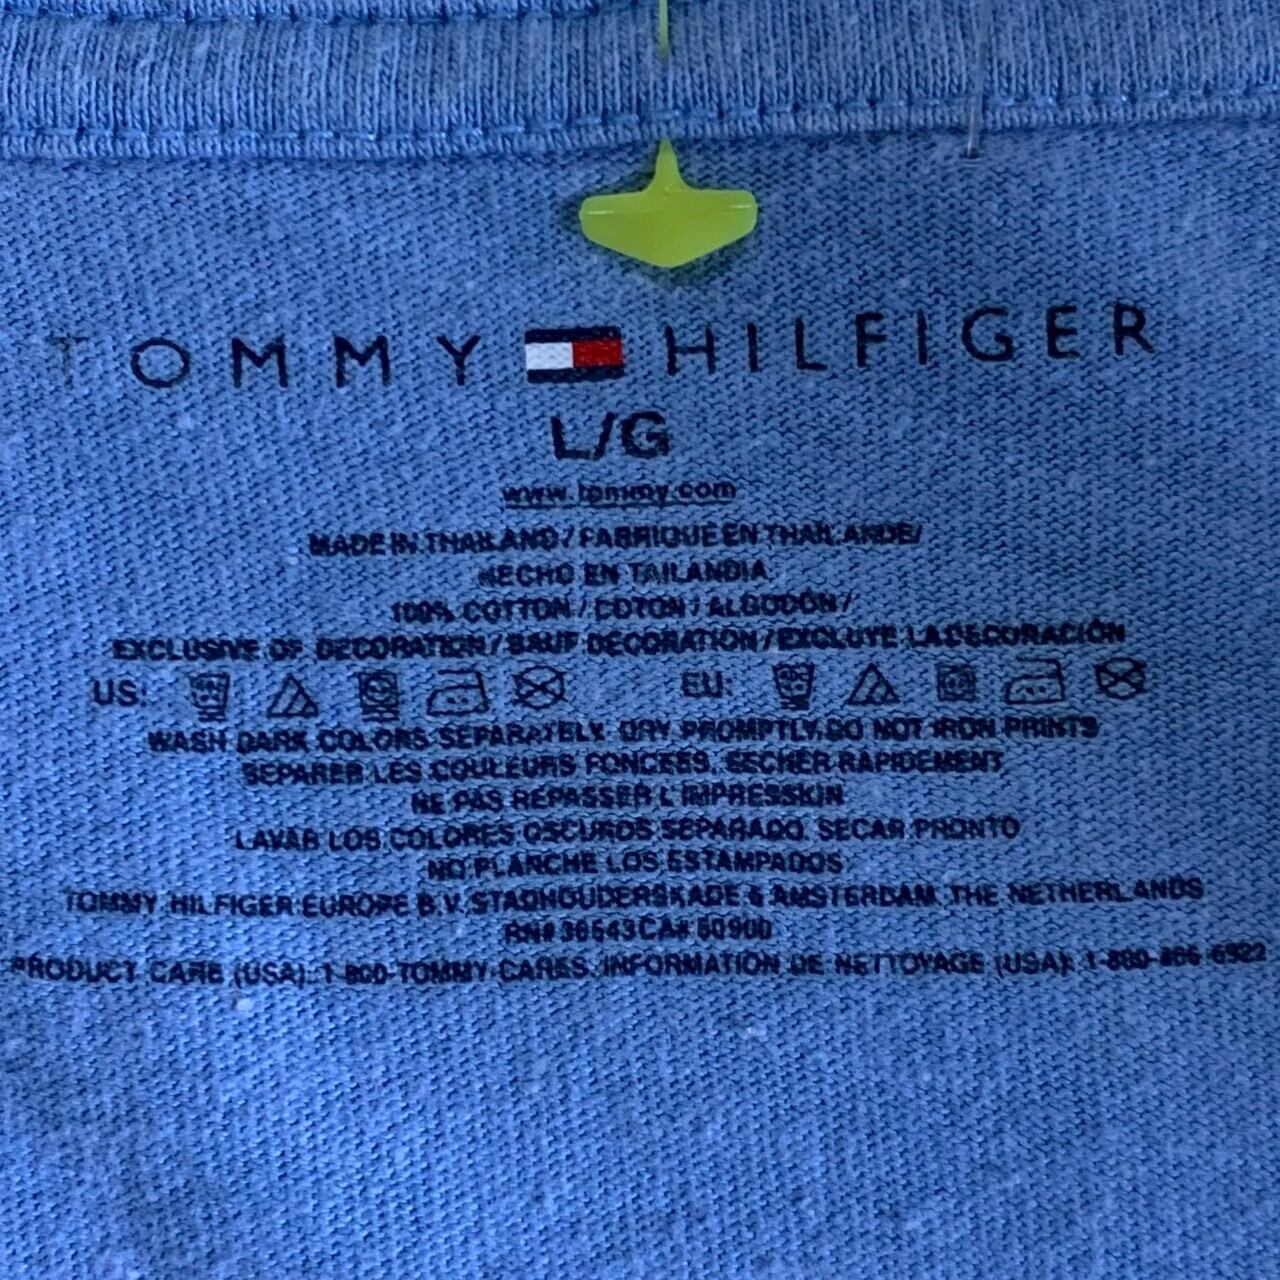 TOMMY HILFIGER
L/G
www.tommy.com
MADE IN THAILAND / FABRIQUE EN THAILANDE/
HECHO EN TAILANDIA
100% COTTON / COTON / ALGODÓN /
EXCLUSIVE OF DECORATION / SAUF DÉCORATION / EXCLUYE LA DECORACIÓN
US: EU:
WASH DARK COLORS SEPARATELY. DRY PROMPTLY. DO NOT IRON PRINTS
SEPARER LES COULEURS FONCEES. SECHER RAPIDEMENT
NE PAS REPASSER L'IMPRESSKIN
LAVAR LOS COLORES OSCUROS SEPARADO. SECAR PRONTO
NO PLANCHE LOS ESTAMPADOS
TOMMY HILFIGER EUROPE B.V. STADHOUDERSKADE 6 AMSTERDAM, THE NETHERLANDS
RN# 36543 CA# 50900
PRODUCT CARE (USA): 1-800-TOMMY-CARES. INFORMATION DE NETTOYAGE (USA): 1-800-866-6922